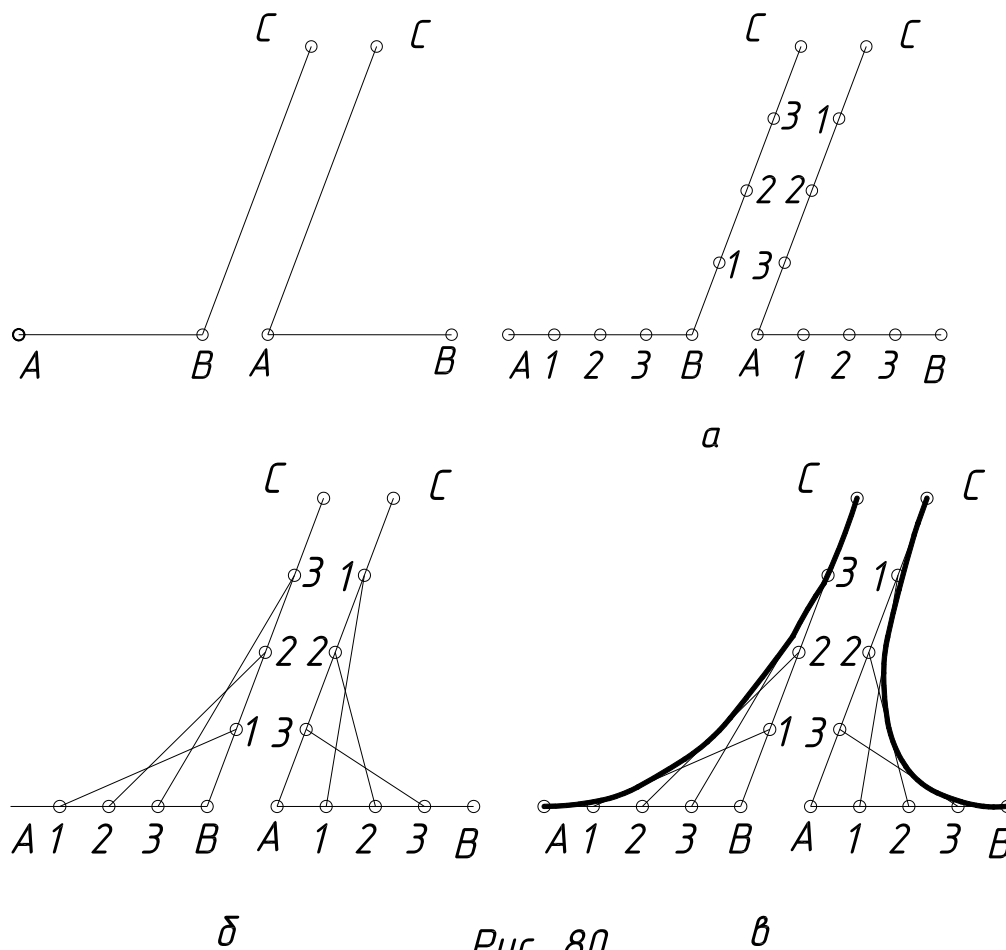 C C C C
3 1
2 2
1 3
A B A B A 1 2 3 B A 1 2 3 B
а
C C C C
3 1 3 1
2 2 2 2
1 3 1 3
A 1 2 3 B A 1 2 3 B A 1 2 3 B A 1 2 3 B
б в
Рис. 80